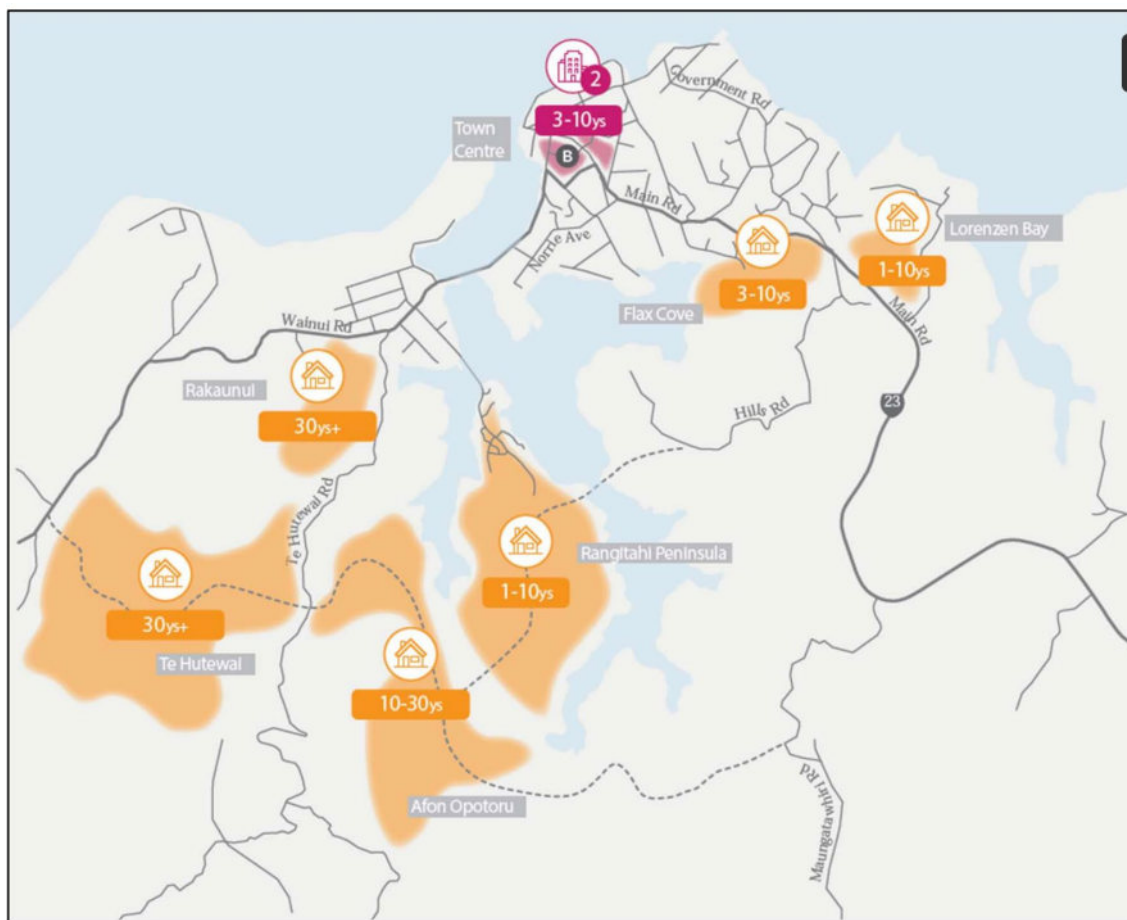 2
3-10ys
Town
Centre
B
Government Rd
Main Rd
Norrie Ave
Lorenzen Bay
1-10ys
3-10ys
Flax Cove
Main Rd
Wainui Rd
Rakaunui
30ys+
Hills Rd
23
Te Hutewai Rd
Rangitahi Peninsula
1-10ys
30ys+
Te Hutewai
10-30ys
Afon Opotoru
Maungatawhiri Rd